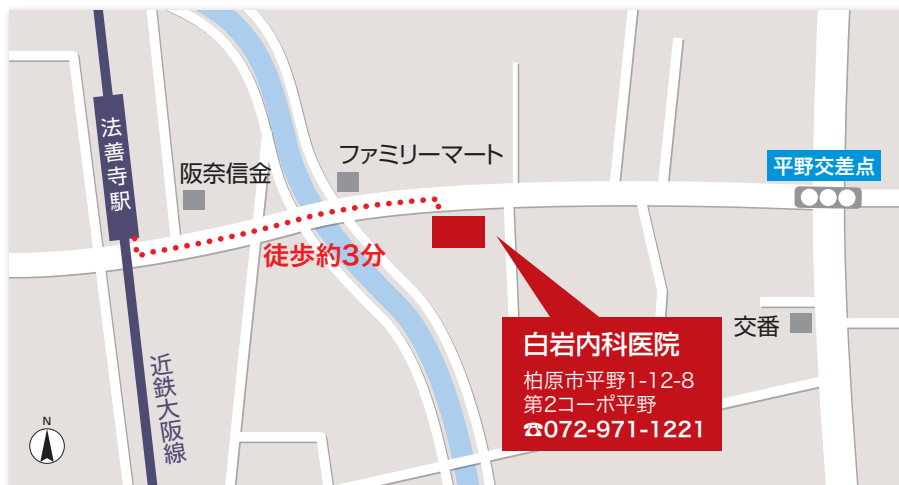 法善寺駅
阪奈信金
ファミリーマート
平野交差点
徒歩約3分
白岩内科医院
柏原市平野1-12-8
第2コーポ平野
☎072-971-1221
交番
近鉄大阪線
N